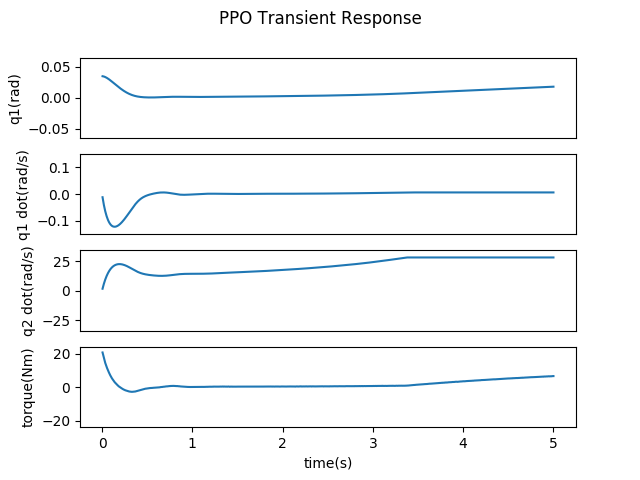 PPO Transient Response
q1(rad)
0.05
0.00
−0.05
q1 dot(rad/s)
0.1
0.0
−0.1
q2 dot(rad/s)
25
0
−25
torque(Nm)
20
0
−20
0 1 2 3 4 5
time(s)